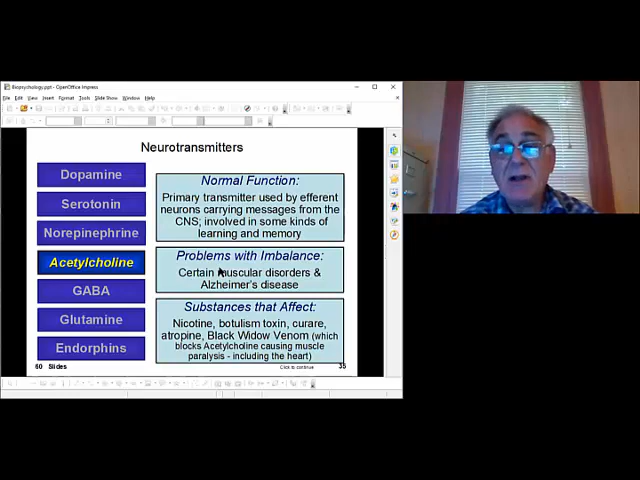 Biopsychology.ppt - OpenOffice Impress
File Edit View Insert Format Tools Slide Show Window Help
Neurotransmitters
Dopamine
Serotonin
Norepinephrine
Acetylcholine
GABA
Glutamine
Endorphins
Normal Function:
Primary transmitter used by efferent
neurons carrying messages from the
CNS; involved in some kinds of
learning and memory
Problems with Imbalance:
Certain muscular disorders &
Alzheimer's disease
Substances that Affect:
Nicotine, botulism toxin, curare,
atropine, Black Widow Venom (which
blocks Acetylcholine causing muscle
paralysis - including the heart)
60 Slides
Click to continue
35